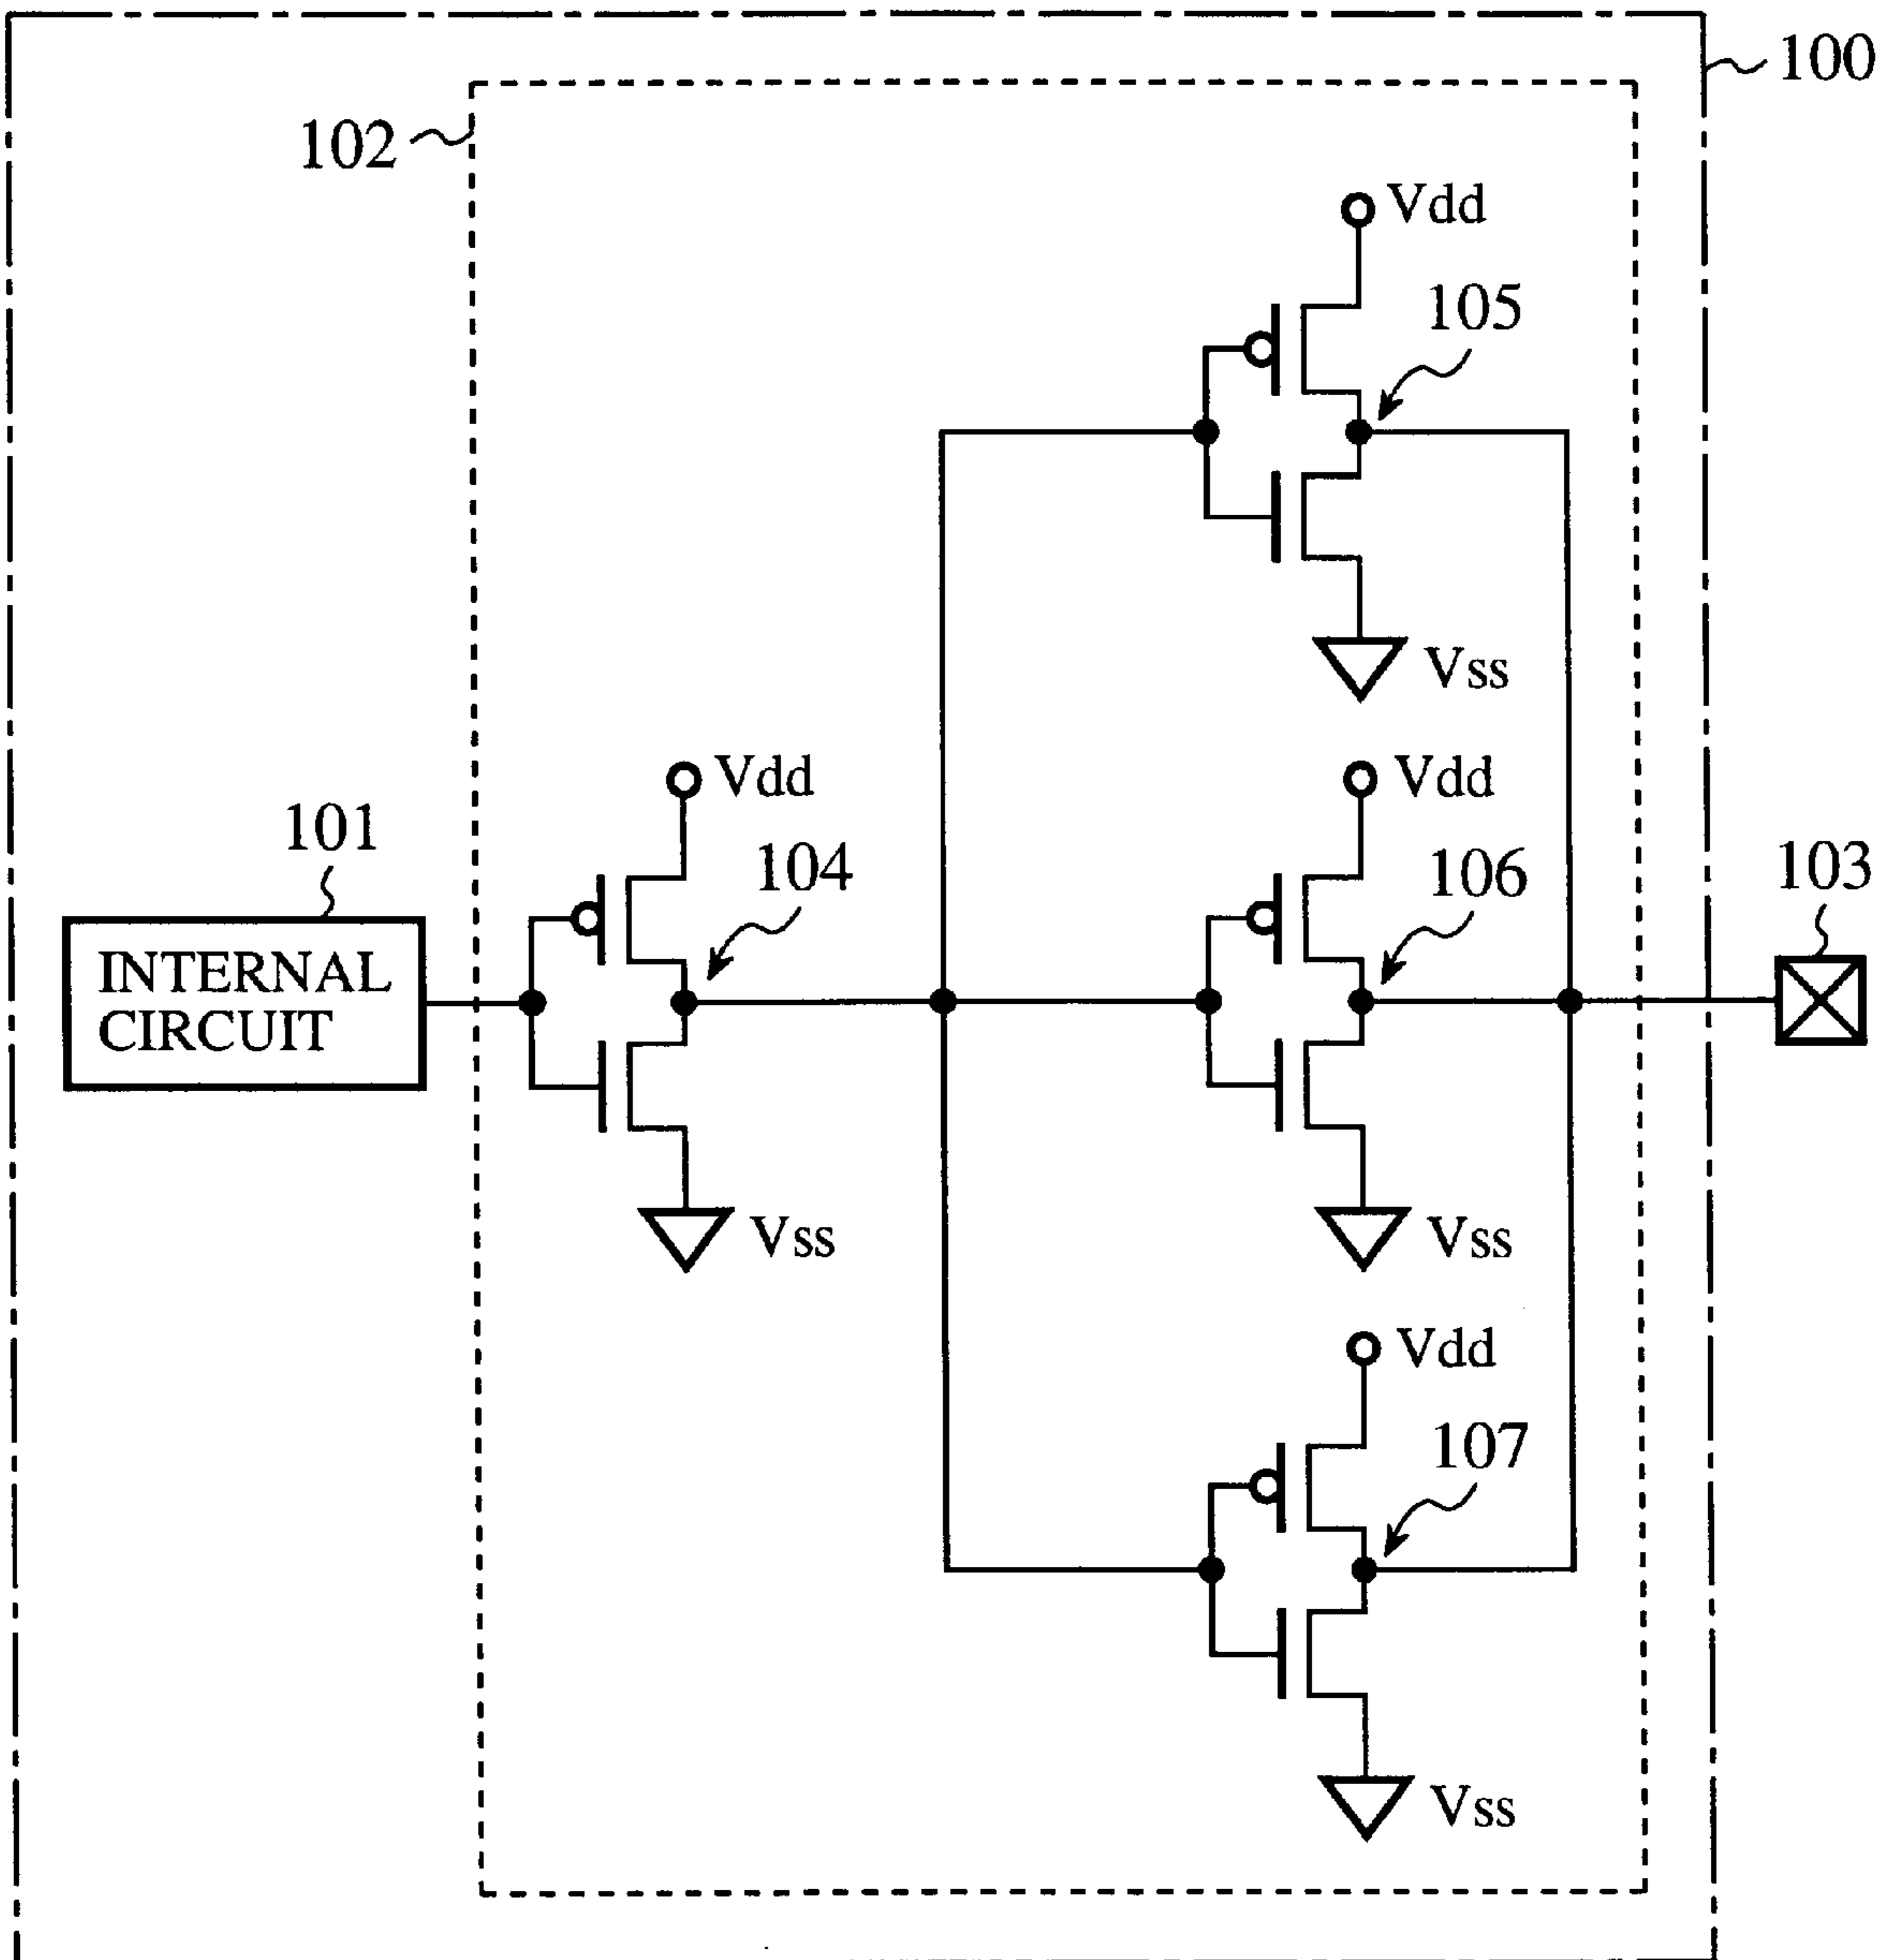 100
102
Vdd
105
Vss
Vdd
Vdd
101
104
106
103
INTERNAL
CIRCUIT
Vss
Vss
Vdd
107
Vss